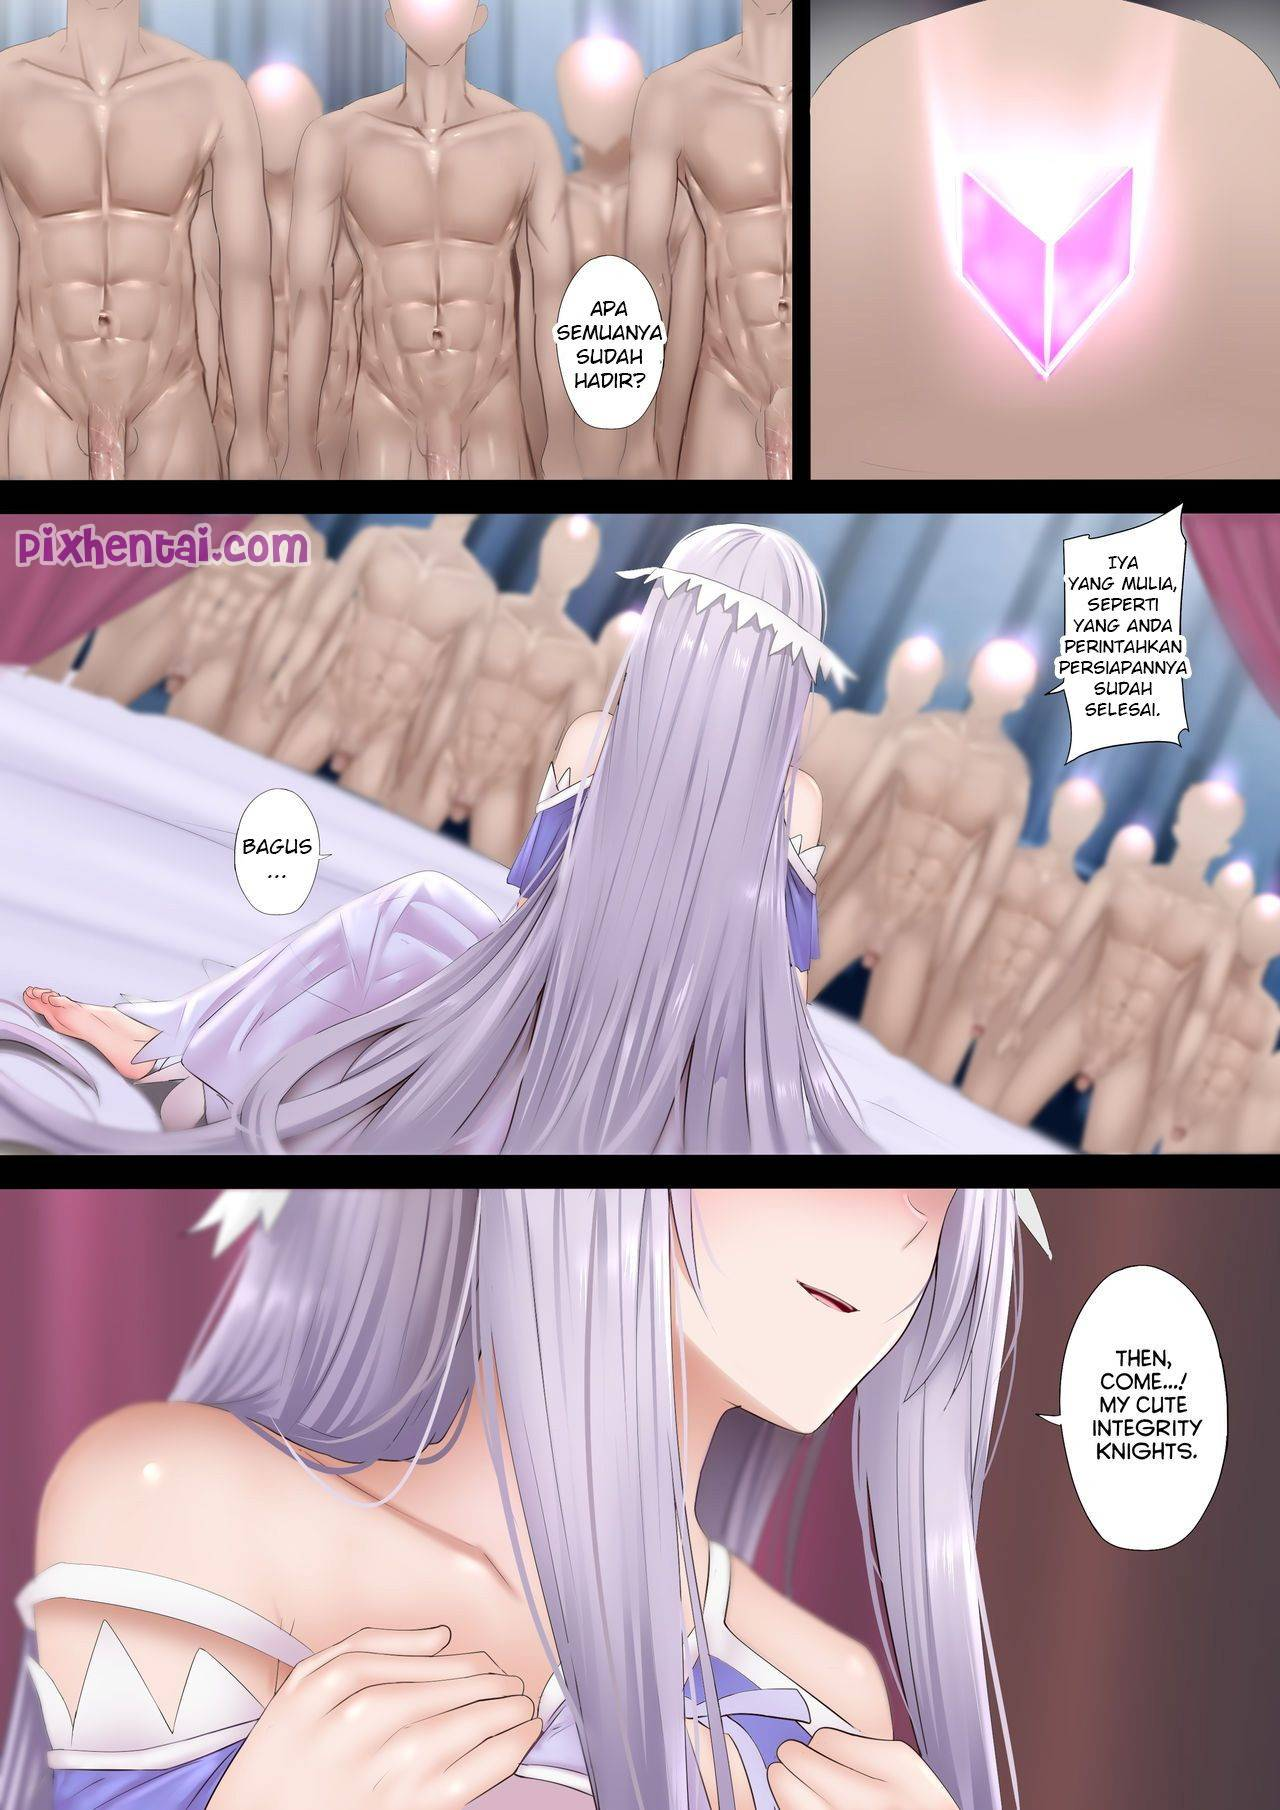 APA
SEMUANYA
SUDAH
HADIR?
pixhentai.com
IYA
YANG MULIA,
SEPERTI
YANG ANDA
PERINTAHKAN
PERSIAPANNYA
SUDAH
SELESAI.
BAGUS
...
THEN,
COME...!
MY CUTE
INTEGRITY
KNIGHTS.